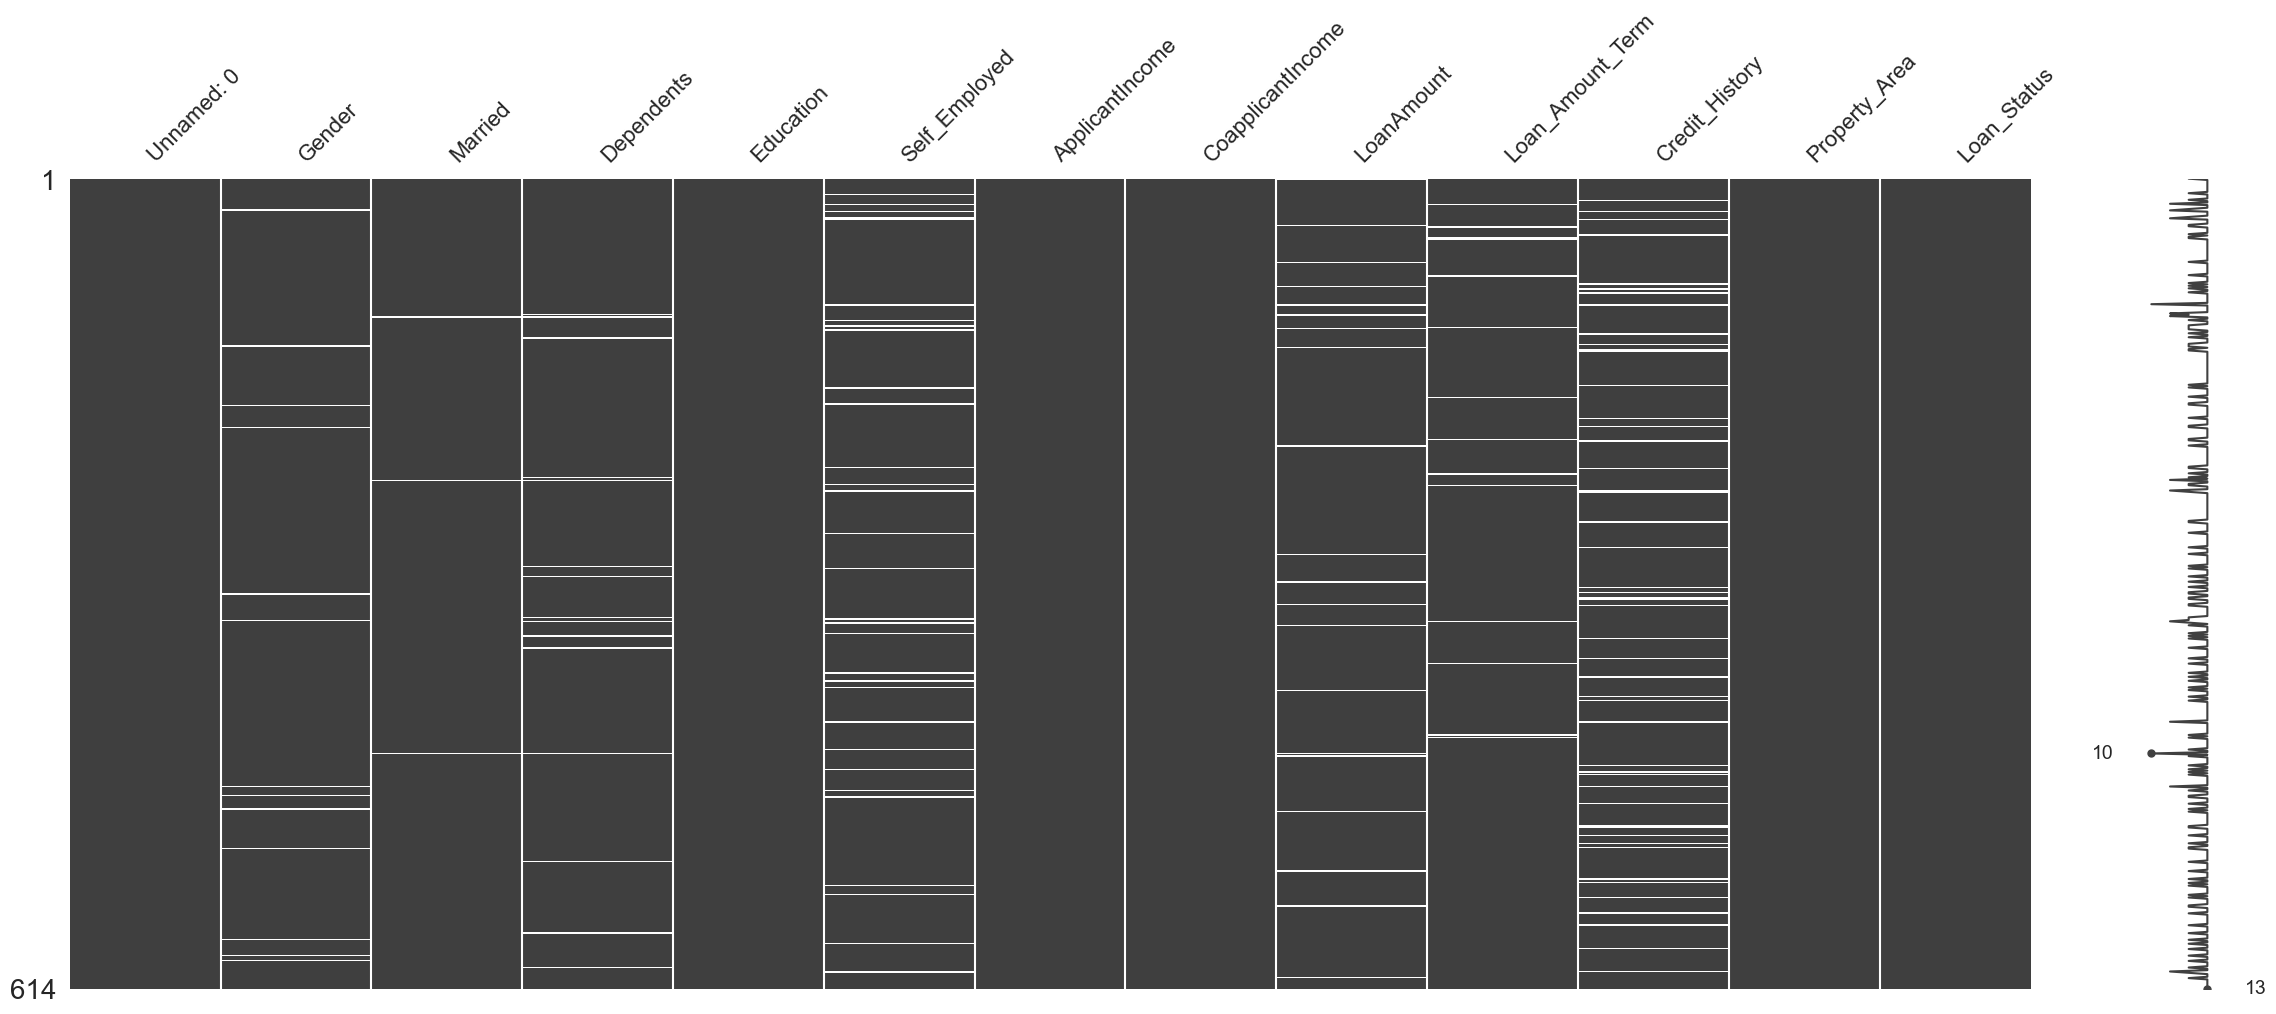 Unnamed: 0
Gender
Married
Dependents
Education
Self_Employed
ApplicantIncome
CoapplicantIncome
LoanAmount
Loan_Amount_Term
Credit_History
Property_Area
Loan_Status
1
10
614
13